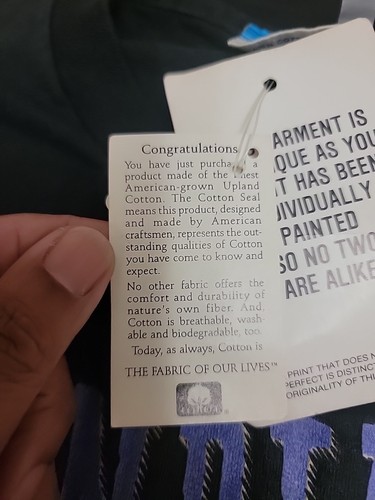 Congratulations
You have just purcha a
product made of the finest
American-grown Upland
Cotton. The Cotton Seal
means this product, designed
and made by American
craftsmen, represents the out-
standing qualities of Cotton
you have come to know and
expect.
No other fabric offers the
comfort and durability of
nature's own fiber. And,
Cotton is breathable, wash-
able and biodegradable, too.
Today, as always, Cotton is
THE FABRIC OF OUR LIVES™
ARMENT IS
QUE AS YOU
IT HAS BEEN
DIVIDUALLY
PAINTED
SO NO TWO
ARE ALIKE
PRINT THAT DOES N
PERFECT IS DISTINCT
ORIGINALITY OF THI